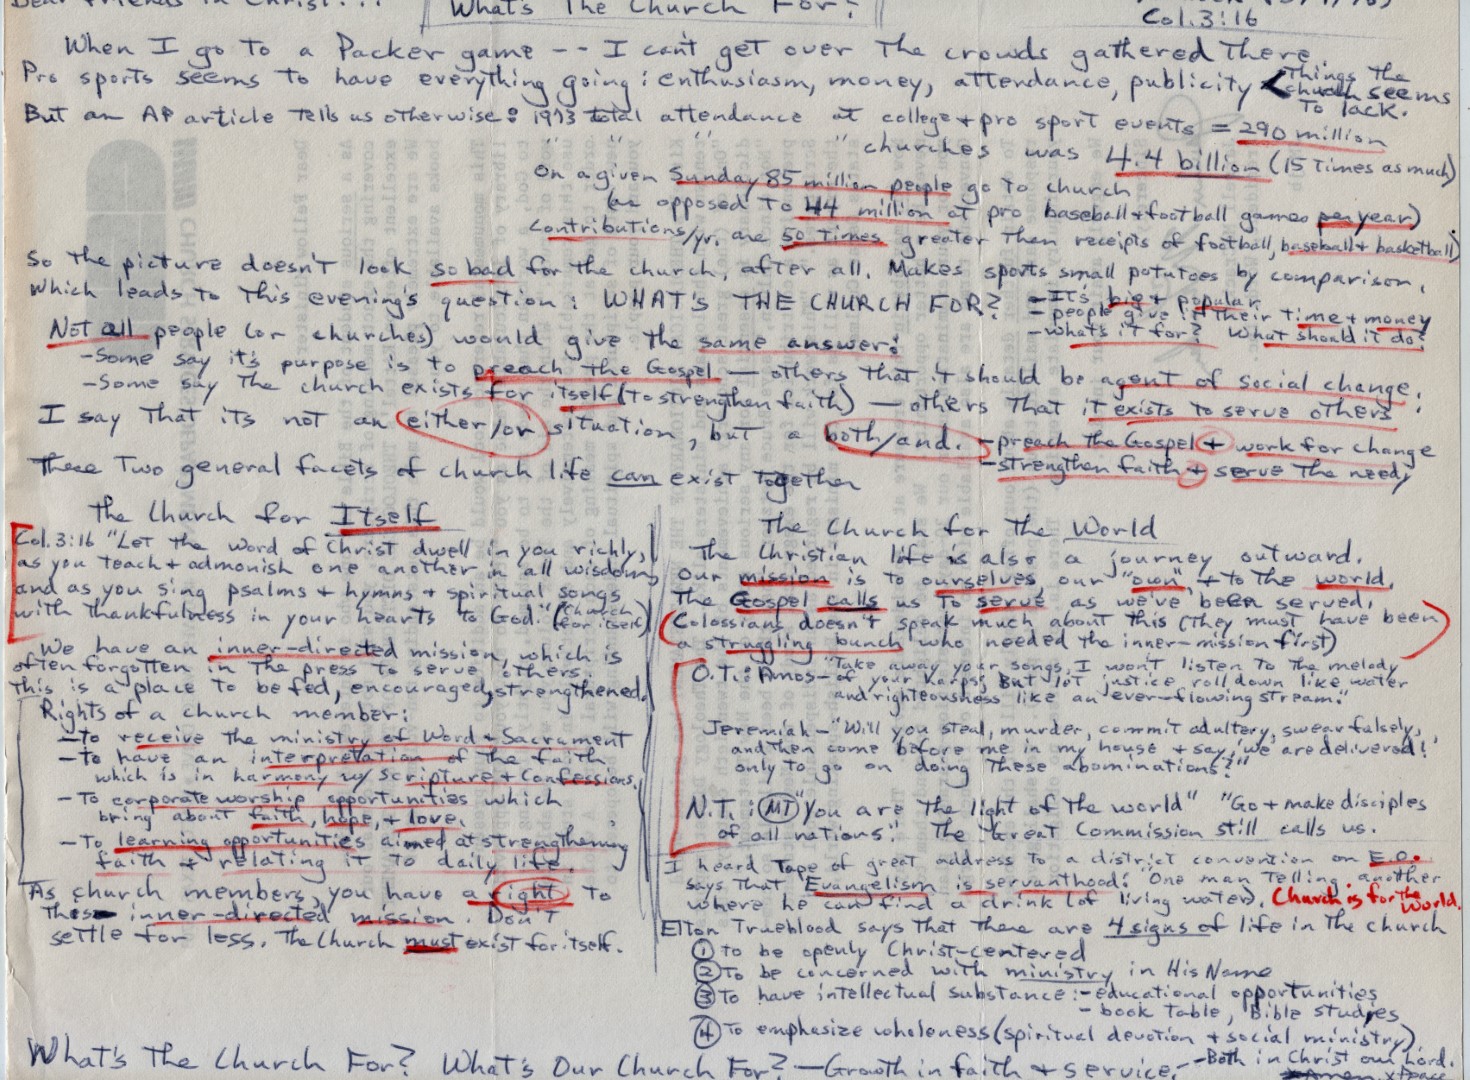 Dear Friends in Christ...
What's The Church For?
Col. 3:16
When I go to a Packer game -- I can't get over The crowds gathered There.
Pro sports seems to have everything going: enthusiasm, money, attendance, publicity < Things the
church seems
to lack.
But an AP article Tells us otherwise: 1973 total attendance at college + pro sport events = 290 million
" " " " churches was 4.4 billion (15 Times as much)
On a given Sunday 85 million people go to church
(as opposed To 44 million at pro baseball + football games per year)
Contributions/yr. are 50 Times greater Then receipts of football, baseball + basketball)
So the picture doesn't look so bad for the church, after all. Makes sports small potatoes by comparison.
Which leads to This evening's question: WHAT'S THE CHURCH FOR?
- It's big + popular
- people give it their time + money
- what's it for? What should it do?
Not all people (or churches) would give the same answer:
- Some say it's purpose is to preach the Gospel — others that it should be agent of social change.
- Some say the church exists for itself (to strengthen faith) — others That it exists to serve others.
I say That its not an either/or situation, but a both/and.
- preach the Gospel + work for change
- strengthen faith + serve the need,
These Two general facets of church life can exist together
The Church for Itself
Col. 3:16 "Let the word of Christ dwell in you richly,
as you teach + admonish one another in all wisdom,
and as you sing psalms + hymns + spiritual songs
with thankfulness in your hearts to God." (Church for itself)
We have an inner-directed mission, which is
often forgotten in the press to serve others.
This is a place to be fed, encouraged, strengthened.
Rights of a church member:
- To receive the ministry of Word + Sacrament
- To have an interpretation of the faith
which is in harmony w/ Scripture + Confessions.
- To corporate worship opportunities which
bring about faith, hope, + love.
- To learning opportunities aimed at strengthening
faith + relating it to daily life.
As church members, you have a right to
these inner-directed mission. Don't
settle for less. The Church must exist for itself.
The Church for the World
The Christian life is also a journey outward.
Our mission is to ourselves, our "own" + to the world.
The Gospel calls us to serve as we've been served.
(Colossians doesn't speak much about this (they must have been
a struggling bunch who needed the inner-mission first)
O.T.: Amos - "Take away your songs, I won't listen to the melody
of your harps; But let justice roll down like water
and righteousness like an ever-flowing stream."
Jeremiah - "Will you steal, murder, commit adultery, swear falsely,
and then come before me in my house + say, 'we are delivered!'
only to go on doing These abominations?"
N.T.: MT "You are the light of the world" "Go + make disciples
of all nations". The Great Commission still calls us.
I heard Tape of great address to a district convention on E.O.
says that Evangelism is servanthood: "One man Telling another
where he can find a drink (of living water). Church is for the World.
Elton Trueblood says that there are 4 signs of life in the church
① To be openly Christ-centered
② To be concerned with ministry in His Name
③ To have intellectual substance: - educational opportunities
- book table, Bible studies
④ To emphasize wholeness (spiritual devotion + social ministry)
What's The Church For? What's Our Church For? — Growth in faith + service.
- Both in Christ our Lord.
Amen